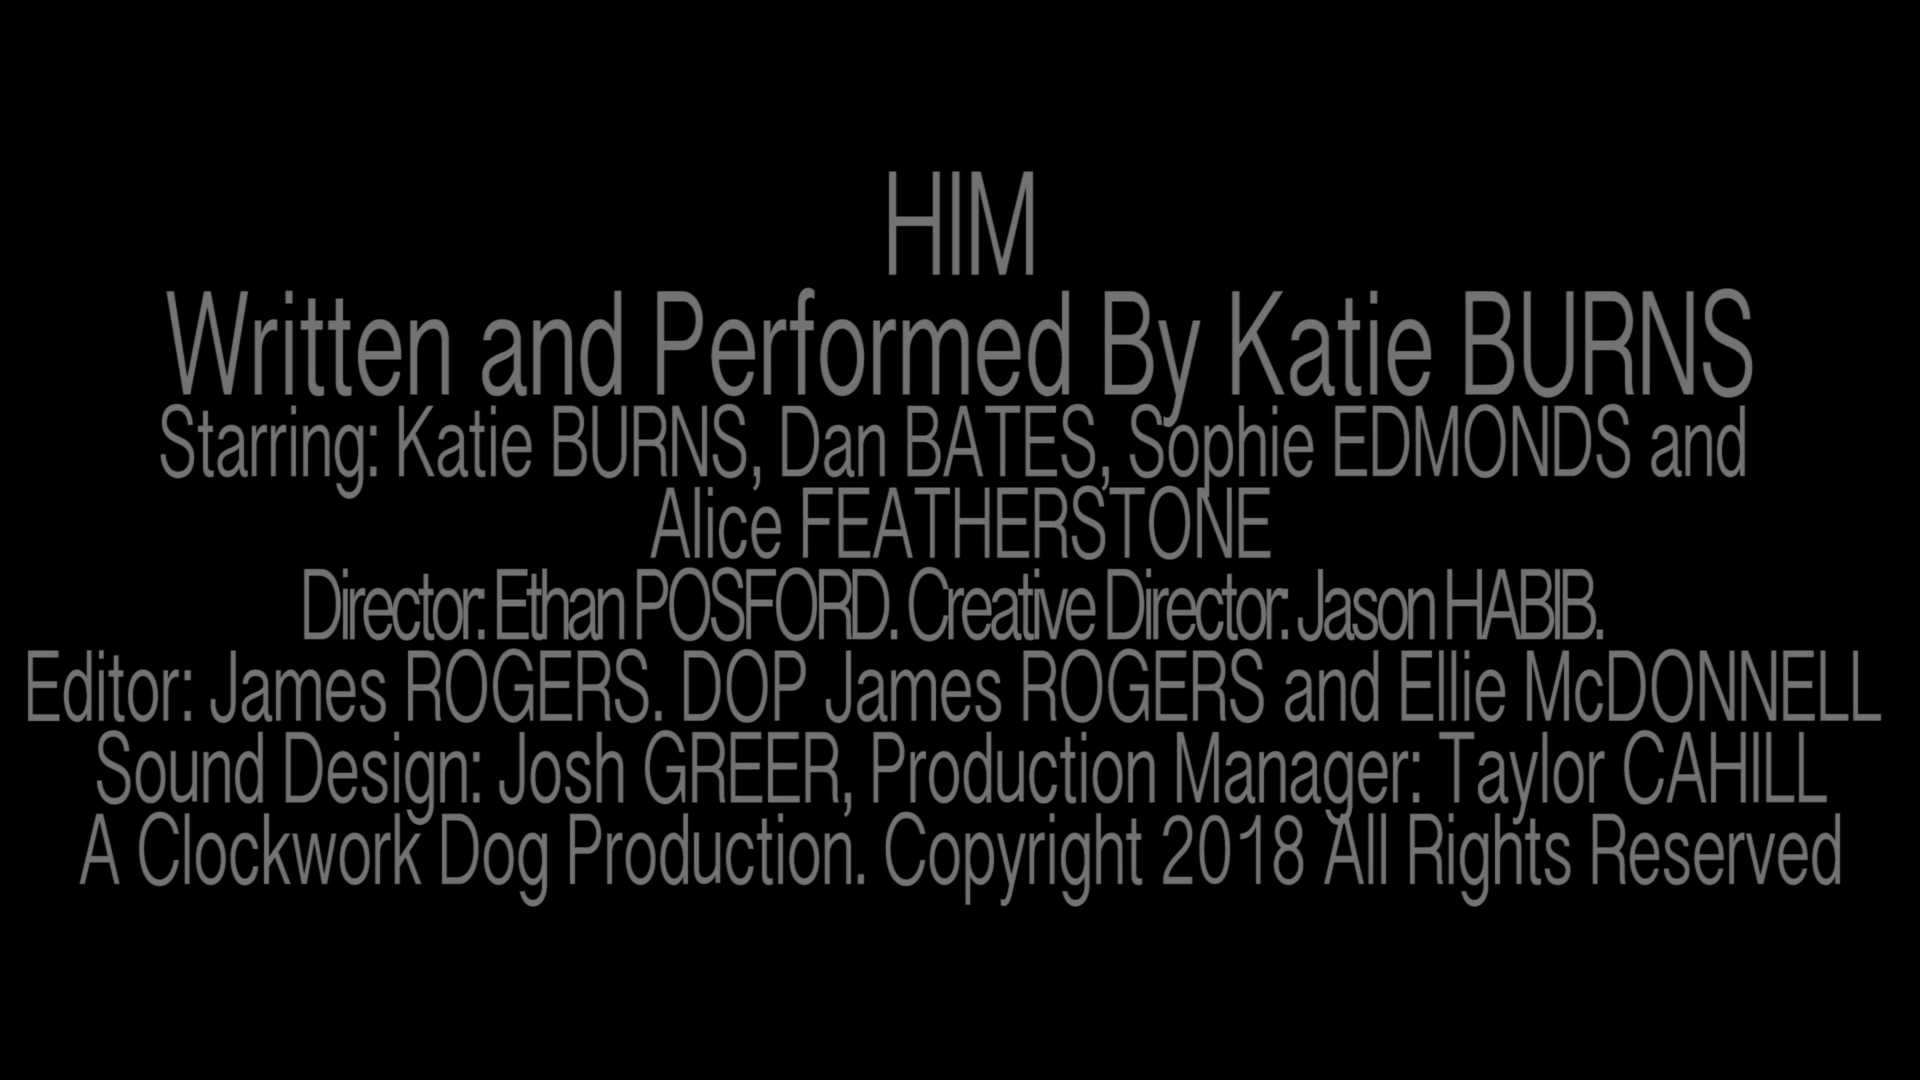 HIM
Written and Performed By Katie BURNS
Starring: Katie BURNS, Dan BATES, Sophie EDMONDS and
Alice FEATHERSTONE
Director: Ethan POSFORD. Creative Director: Jason HABIB.
Editor: James ROGERS. DOP James ROGERS and Ellie McDONNELL
Sound Design: Josh GREER, Production Manager: Taylor CAHILL
A Clockwork Dog Production. Copyright 2018 All Rights Reserved